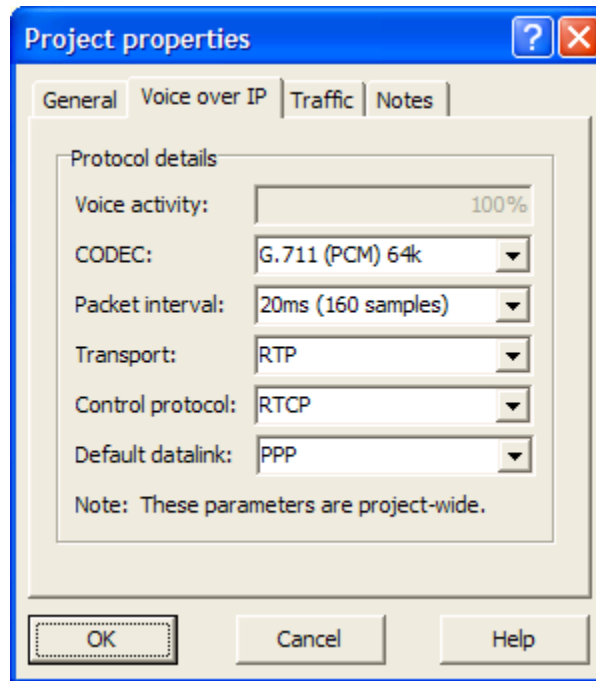 Project properties
General Voice over IP Traffic Notes
Protocol details
Voice activity: 100%
CODEC: G.711 (PCM) 64k
Packet interval: 20ms (160 samples)
Transport: RTP
Control protocol: RTCP
Default datalink: PPP
Note: These parameters are project-wide.
OK Cancel Help